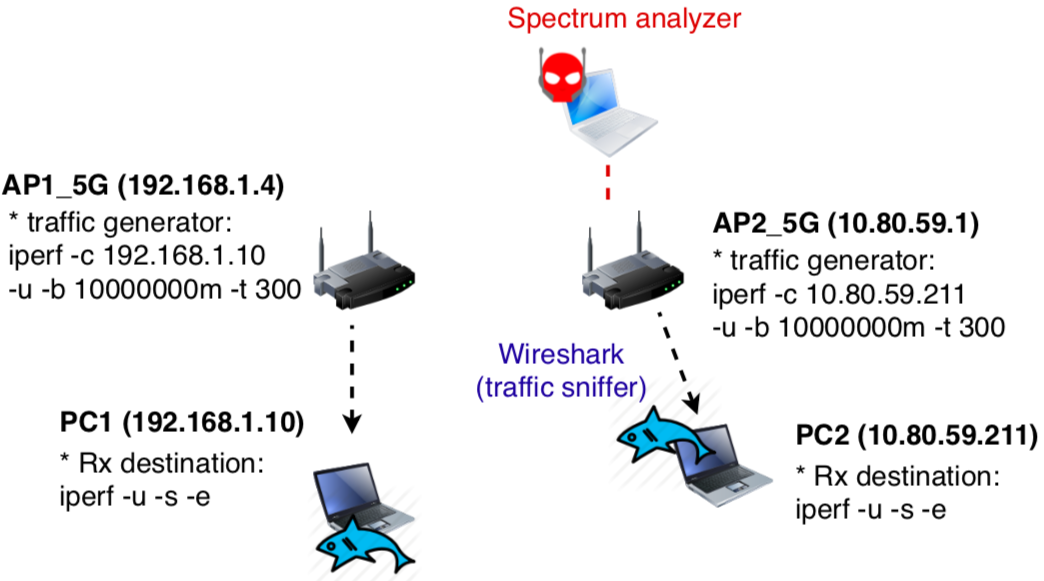 Spectrum analyzer
AP1_5G (192.168.1.4)
* traffic generator:
iperf -c 192.168.1.10
-u -b 10000000m -t 300
AP2_5G (10.80.59.1)
* traffic generator:
iperf -c 10.80.59.211
-u -b 10000000m -t 300
Wireshark
(traffic sniffer)
PC1 (192.168.1.10)
* Rx destination:
iperf -u -s -e
PC2 (10.80.59.211)
* Rx destination:
iperf -u -s -e